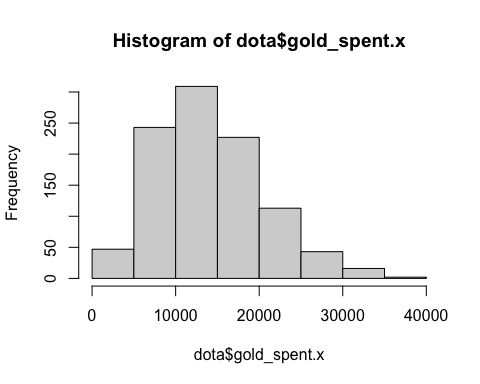 Histogram of dota$gold_spent.x
Frequency
250
150
50
0
0 10000 20000 30000 40000
dota$gold_spent.x